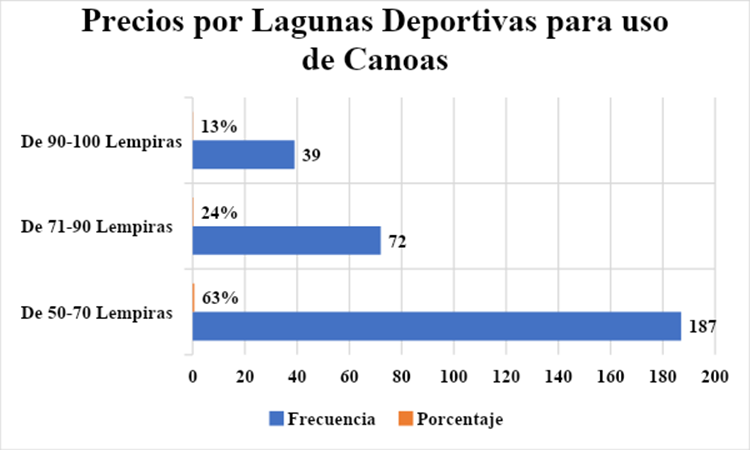 Precios por Lagunas Deportivas para uso
de Canoas
De 90-100 Lempiras
13%
39
De 71-90 Lempiras
24%
72
De 50-70 Lempiras
63%
187
0 20 40 60 80 100 120 140 160 180 200
Frecuencia Porcentaje